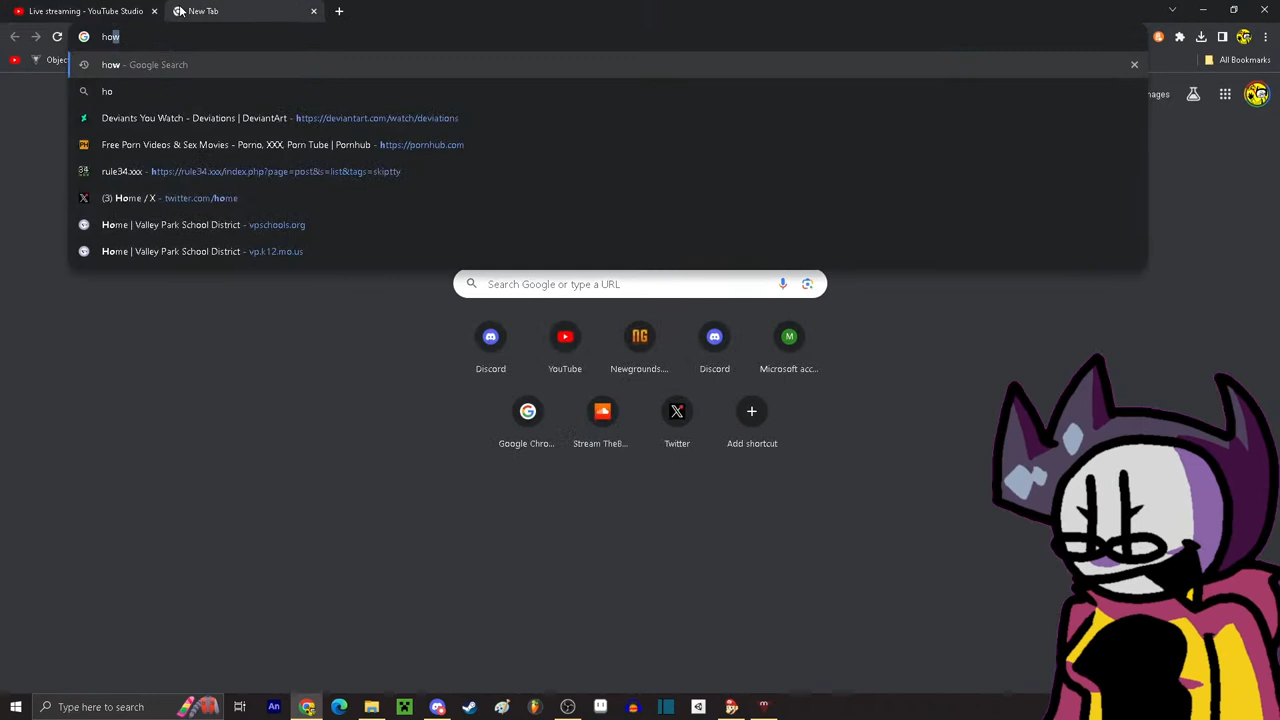 Live streaming - YouTube Studio
New Tab
how
Objec
All Bookmarks
how - Google Search
ho
Deviants You Watch - Deviations | DeviantArt - https://deviantart.com/watch/deviations
Free Porn Videos & Sex Movies - Porno, XXX, Porn Tube | Pornhub - https://pornhub.com
rule34.xxx - https://rule34.xxx/index.php?page=post&s=list&tags=skiptty
(3) Home / X - twitter.com/home
Home | Valley Park School District - vpschools.org
Home | Valley Park School District - vp.k12.mo.us
mages
Search Google or type a URL
NG
M
Discord
YouTube
Newgrounds....
Discord
Microsoft acc...
Google Chro...
Stream TheB...
Twitter
Add shortcut
Type here to search
An